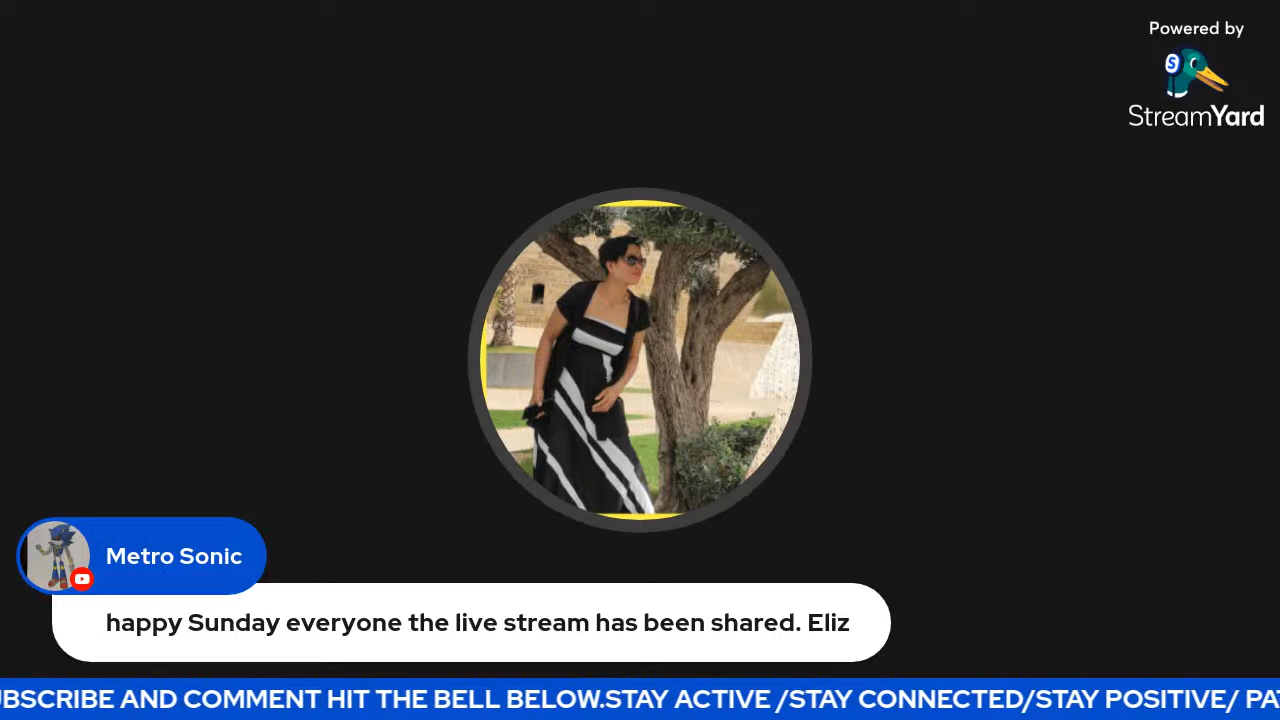 Powered by
S
StreamYard
Metro Sonic
happy Sunday everyone the live stream has been shared. Eliz
UBSCRIBE AND COMMENT HIT THE BELL BELOW.STAY ACTIVE /STAY CONNECTED/STAY POSITIVE/ PA